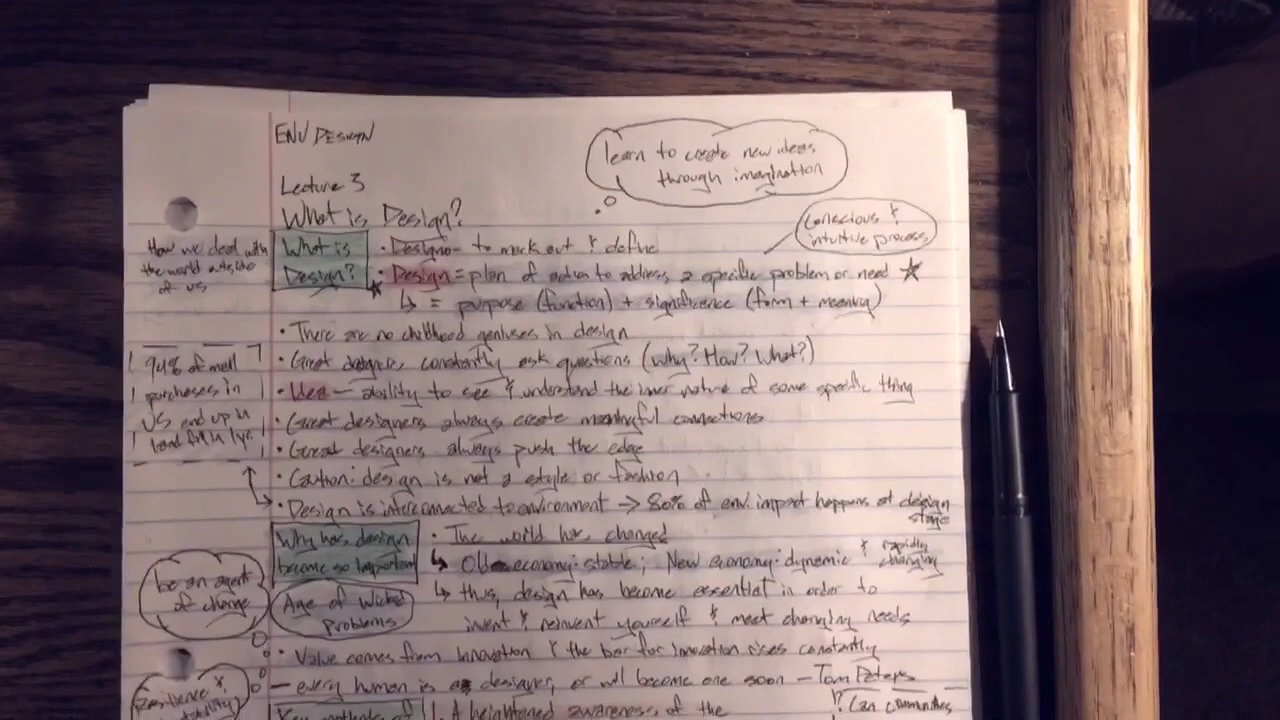 ENV DESIGN
learn to create new ideas
through imagination
Lecture 3
What is Design?
Conscious &
intuitive process
How we deal with
the world outside
of us
What is
Design?
• Designo - to mark out & define
• Design = plan of action to address a specific problem or need ☆
↳ = purpose (function) + significance (form + meaning)
• There are no childhood geniuses in design
• Great designers constantly ask questions (Why? How? What?)
94% of mell
purchases in
US end up in
land fill in 1 yr.
• Idea - ability to see & understand the inner nature of some specific thing
• Great designers always create meaningful connections
• Great designers always push the edge
• Caution: design is not a style or fashion
• Design is interconnected to environment → 80% of env. impact happens at design
stage
Why has design
become so important
• The world has changed
↳ Old economy: stable; New economy: dynamic & rapidly
changing
be an agent
of change
Age of Wicked
Problems
↳ thus, design has become essential in order to
invent & reinvent yourself & meet changing needs
• Value comes from innovation & the bar for innovation rises constantly
— every human is a designer, or will become one soon - Tom Peters
Resilience &
Key methods of
1. A heightened awareness of the
? Can communities